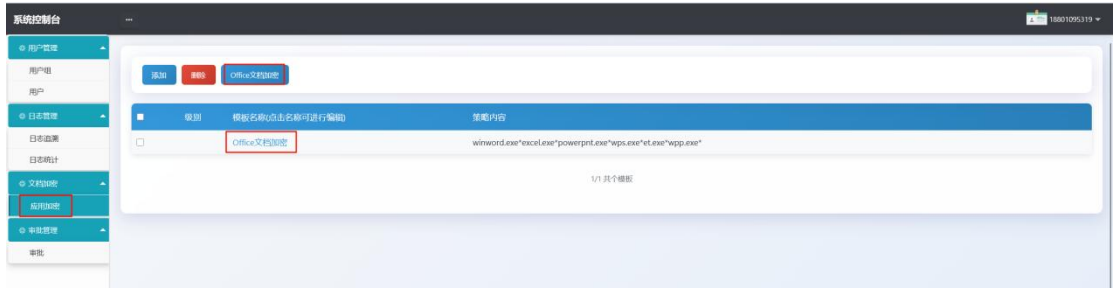 系统控制台
...
18801095319
用户管理
用户组
用户
日志管理
日志追溯
日志统计
文档加密
应用加密
审批管理
审批
添加 删除 Office文档加密
级别 模板名称(点击名称可进行编辑) 策略内容
Office文档加密 winword.exe*excel.exe*powerpnt.exe*wps.exe*et.exe*wpp.exe*
1/1 共个模板